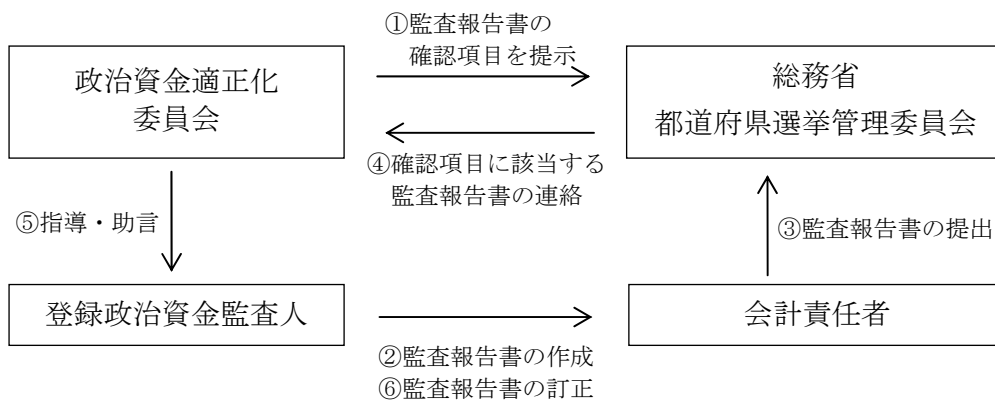 ①監査報告書の
確認項目を提示
政治資金適正化
委員会
総務省
都道府県選挙管理委員会
④確認項目に該当する
監査報告書の連絡
⑤指導・助言
③監査報告書の提出
登録政治資金監査人
会計責任者
②監査報告書の作成
⑥監査報告書の訂正